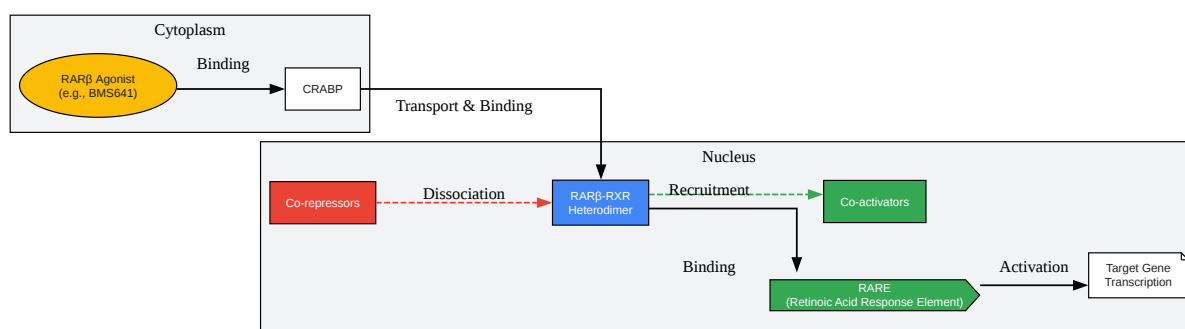 Cytoplasm
RARβ Agonist
(e.g., BMS641)
Binding
CRABP
Transport & Binding
Nucleus
Co-repressors
Dissociation
RARβ-RXR
Heterodimer
Recruitment
Co-activators
Binding
RARE
(Retinoic Acid Response Element)
Activation
Target Gene
Transcription